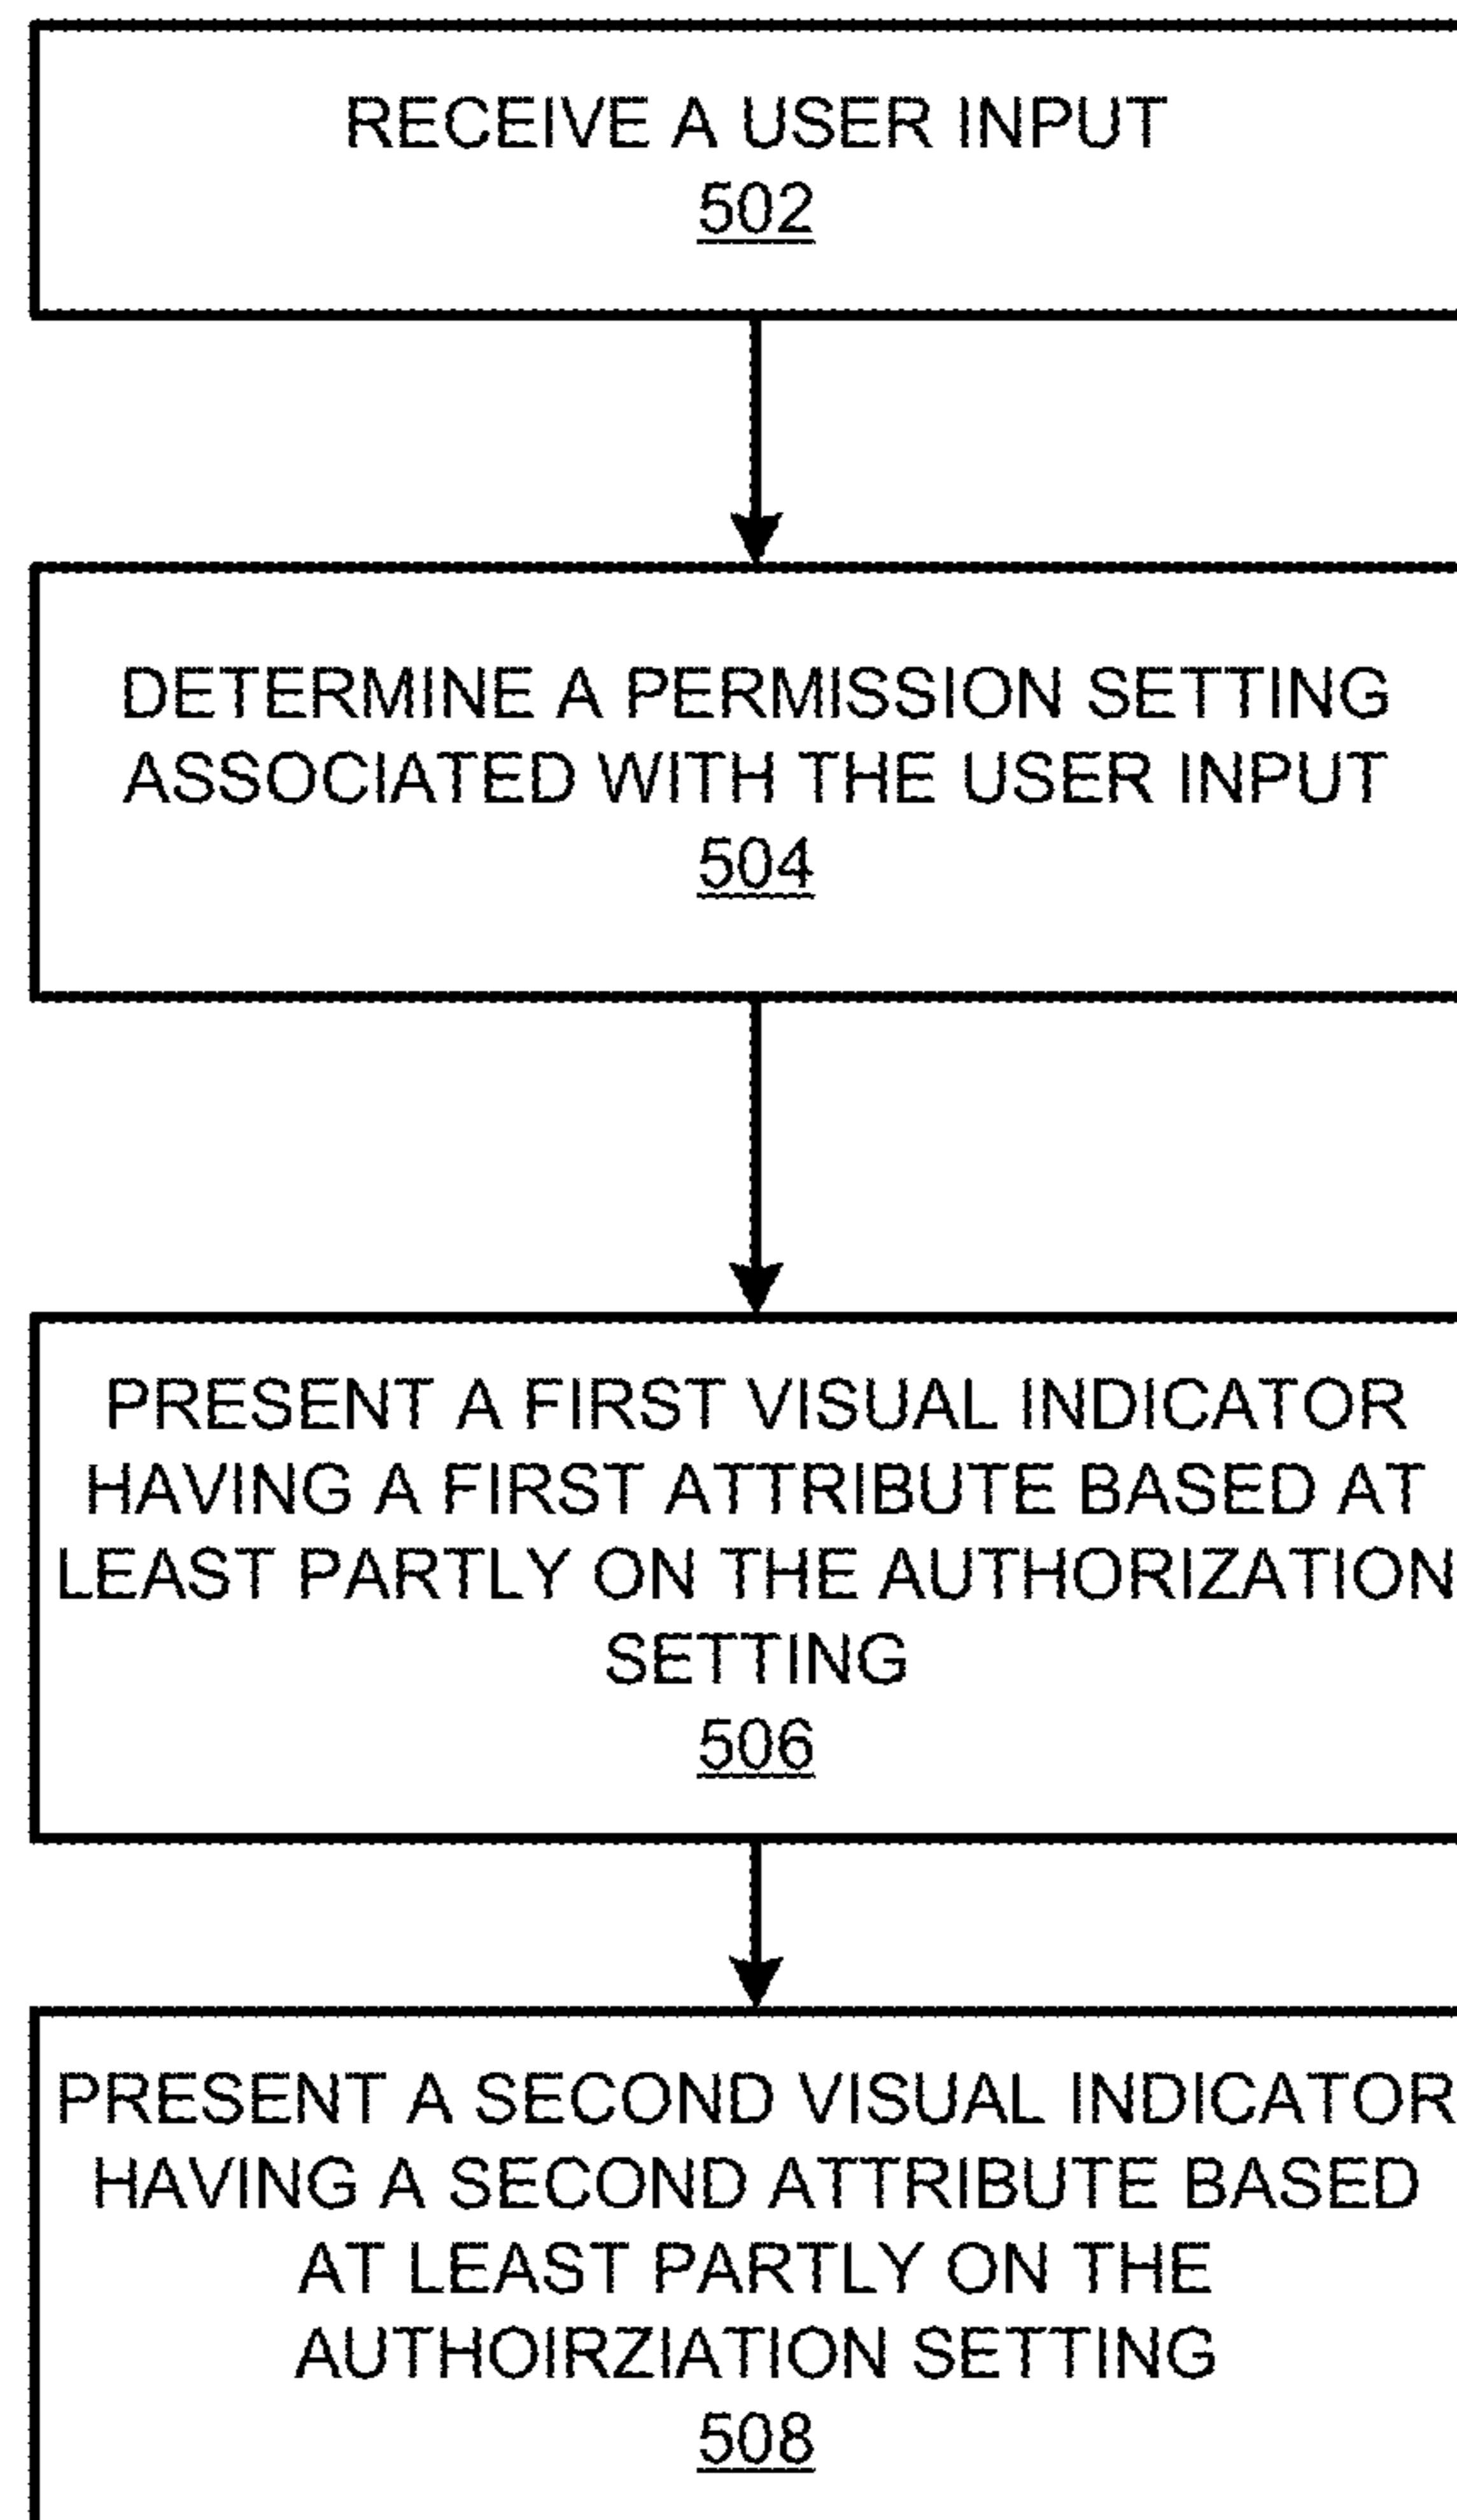 RECEIVE A USER INPUT
502
DETERMINE A PERMISSION SETTING
ASSOCIATED WITH THE USER INPUT
504
PRESENT A FIRST VISUAL INDICATOR
HAVING A FIRST ATTRIBUTE BASED AT
LEAST PARTLY ON THE AUTHORIZATION
SETTING
506
PRESENT A SECOND VISUAL INDICATOR
HAVING A SECOND ATTRIBUTE BASED
AT LEAST PARTLY ON THE
AUTHOIRZIATION SETTING
508